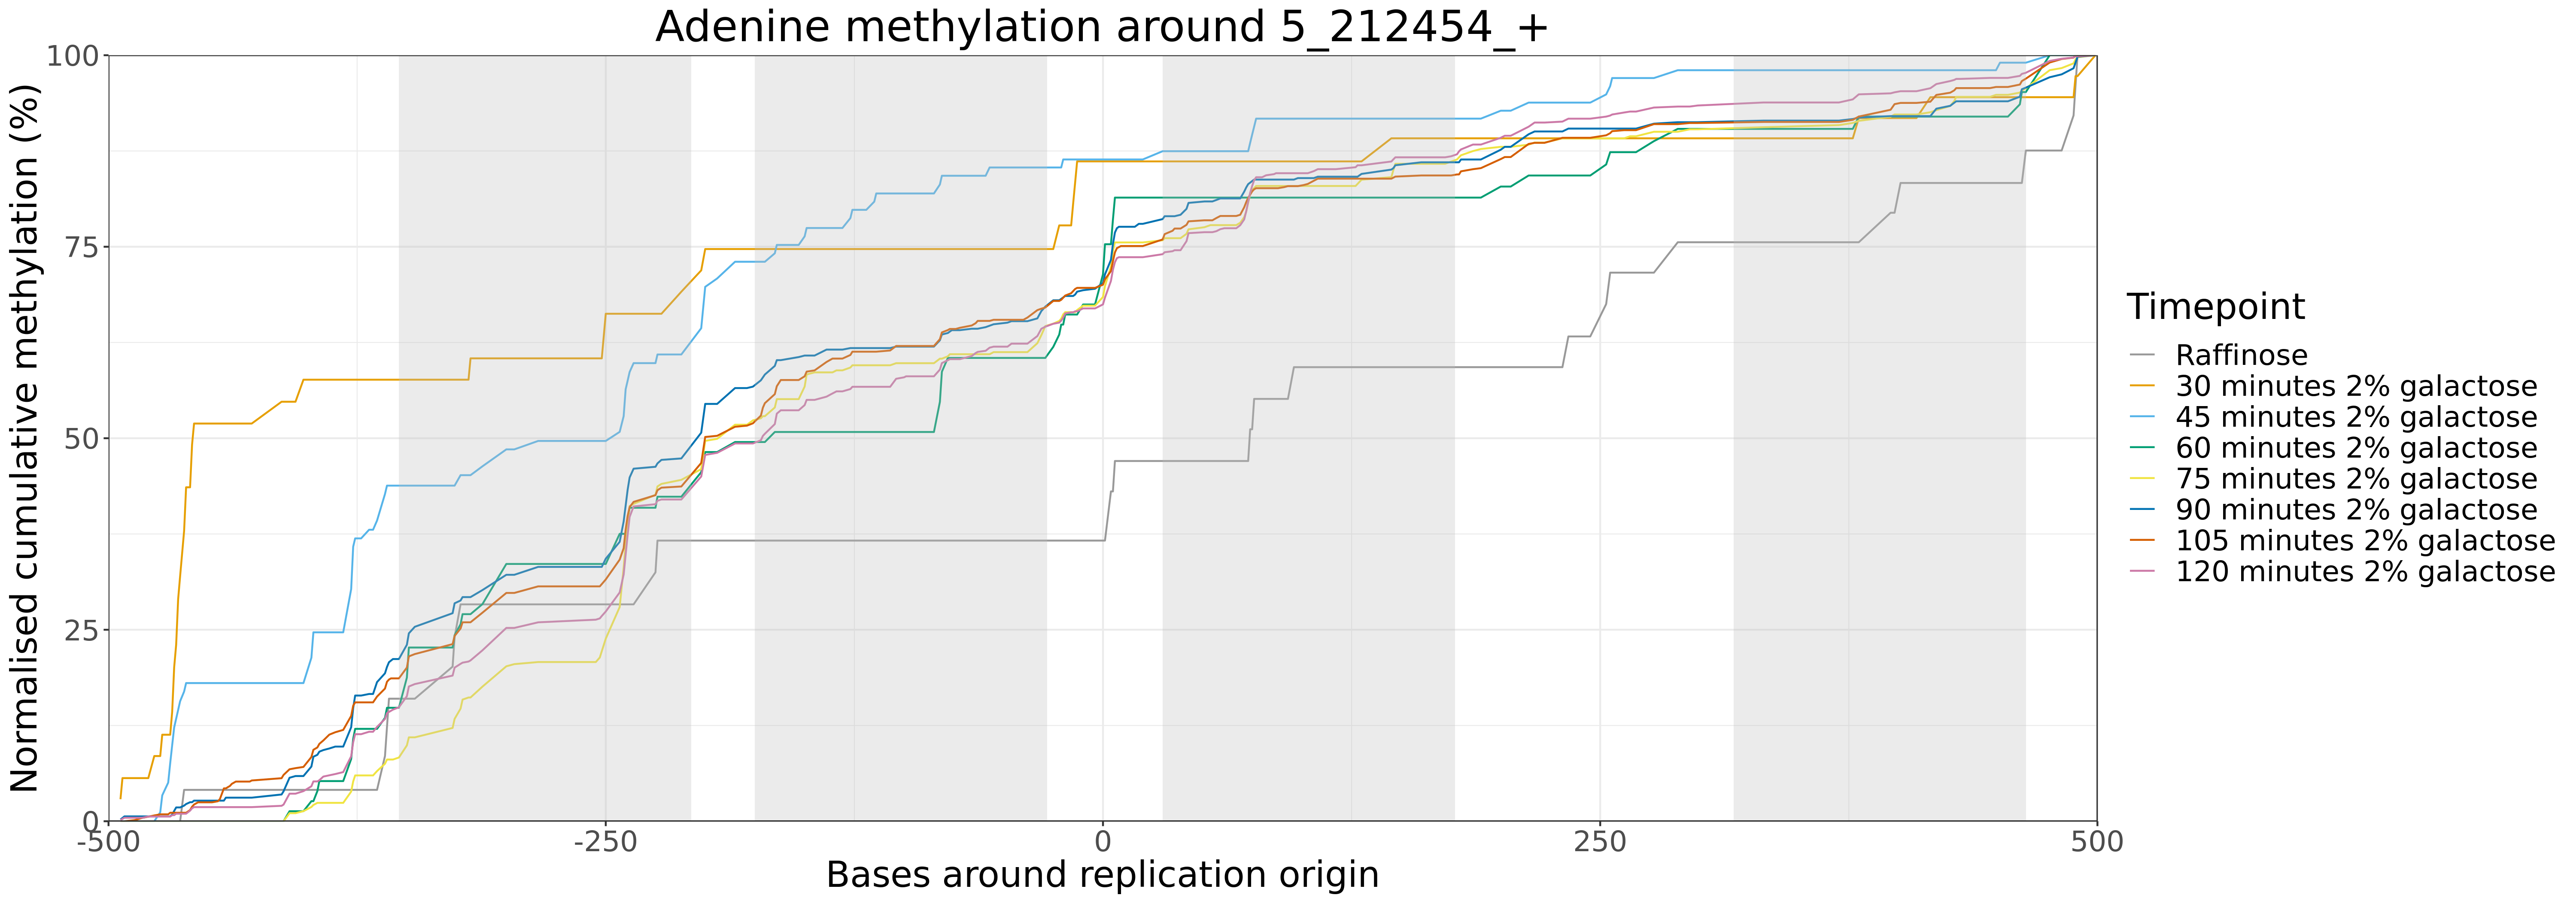 Adenine methylation around 5_212454_+
Normalised cumulative methylation (%)
100
75
50
25
0
-500
-250
0
250
500
Bases around replication origin
Timepoint
Raffinose
30 minutes 2% galactose
45 minutes 2% galactose
60 minutes 2% galactose
75 minutes 2% galactose
90 minutes 2% galactose
105 minutes 2% galactose
120 minutes 2% galactose